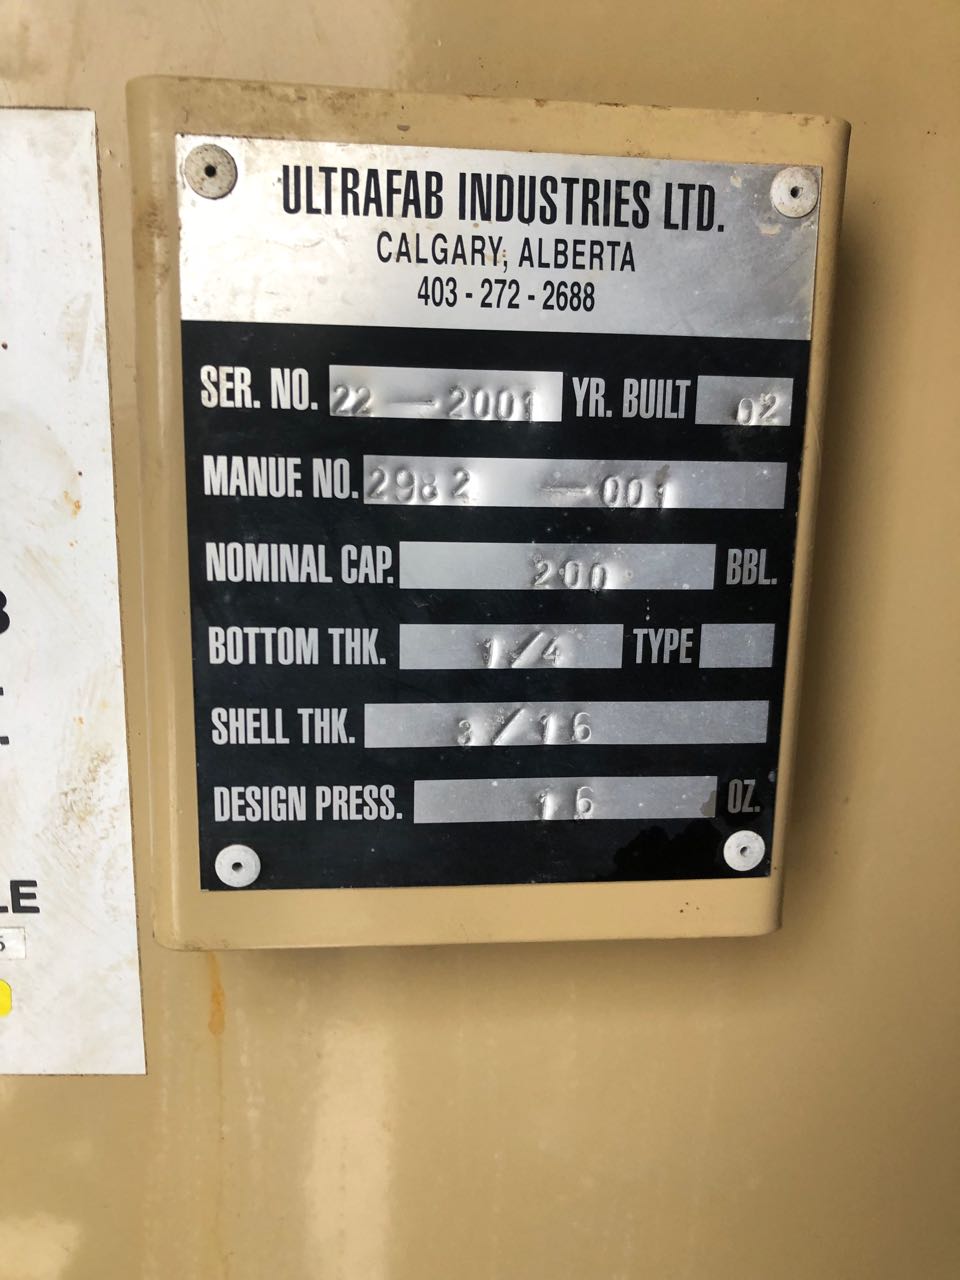 ULTRAFAB INDUSTRIES LTD.
CALGARY, ALBERTA
403 - 272 - 2688
SER. NO. 22 - 2001 YR. BUILT 02
MANUF. NO. 2982 - 001
NOMINAL CAP. 200 BBL.
BOTTOM THK. 1/4 TYPE
SHELL THK. 3/16
DESIGN PRESS. 16 OZ.